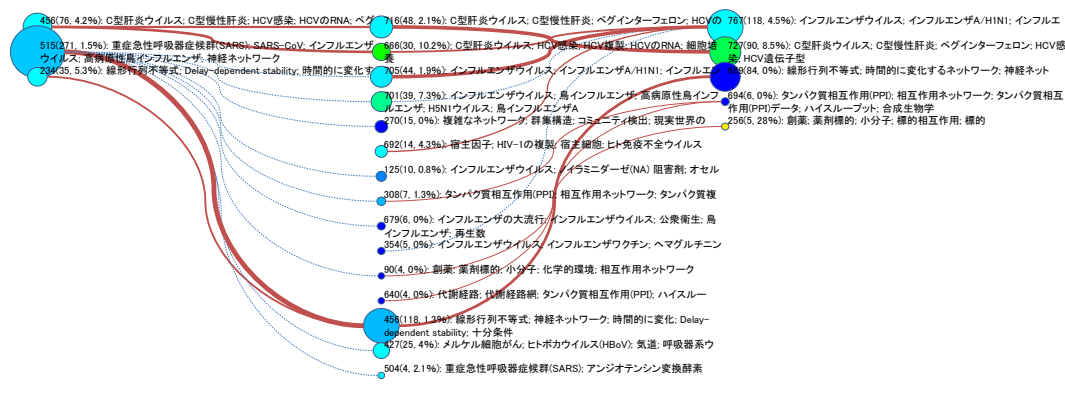 456(76, 4.2%): C型肝炎ウイルス; C型慢性肝炎; HCV感染; HCVのRNA; ペグ
515(271, 1.5%): 重症急性呼吸器症候群(SARS); SARS-CoV; インフルエンザ
ウイルス; 高病原性鳥インフルエンザ; 神経ネットワーク
234(35, 5.3%): 線形行列不等式; Delay-dependent stability; 時間的に変化す
716(48, 2.1%): C型肝炎ウイルス; C型慢性肝炎; ペグインターフェロン; HCVの
666(30, 10.2%): C型肝炎ウイルス; HCV感染; HCV複製; HCVのRNA; 細胞培
養
705(44, 1.9%): インフルエンザウイルス; インフルエンザA/H1N1; インフルエン
701(39, 7.3%): インフルエンザウイルス; 鳥インフルエンザ; 高病原性鳥インフ
ルエンザ; H5N1ウイルス; 鳥インフルエンザA
270(15, 0%): 複雑なネットワーク; 群集構造; コミュニティ検出; 現実世界の
692(14, 4.3%): 宿主因子; HIV-1の複製; 宿主細胞; ヒト免疫不全ウイルス
125(10, 0.8%): インフルエンザウイルス; ノイラミニダーゼ(NA) 阻害剤; オセル
308(7, 1.3%): タンパク質相互作用(PPI); 相互作用ネットワーク; タンパク質複
679(6, 0%): インフルエンザの大流行; インフルエンザウイルス; 公衆衛生; 鳥
インフルエンザ; 再生数
354(5, 0%): インフルエンザウイルス; インフルエンザワクチン; ヘマグルチニン
90(4, 0%): 創薬; 薬剤標的; 小分子; 化学的環境; 相互作用ネットワーク
640(4, 0%): 代謝経路; 代謝経路網; タンパク質相互作用(PPI); ハイスルー
456(118, 1.3%): 線形行列不等式; 神経ネットワーク; 時間的に変化; Delay-
dependent stability; 十分条件
427(25, 4%): メルケル細胞がん; ヒトボカウイルス(HBoV); 気道; 呼吸器系ウ
504(4, 2.1%): 重症急性呼吸器症候群(SARS); アンジオテンシン変換酵素
767(118, 4.5%): インフルエンザウイルス; インフルエンザA/H1N1; インフルエ
727(90, 8.5%): C型肝炎ウイルス; C型慢性肝炎; ペグインターフェロン; HCV感
染; HCV遺伝子型
(84, 0%): 線形行列不等式; 時間的に変化するネットワーク; 神経ネット
694(6, 0%): タンパク質相互作用(PPI); 相互作用ネットワーク; タンパク質相互
作用(PPI)データ; ハイスループット; 合成生物学
256(5, 28%): 創薬; 薬剤標的; 小分子; 標的相互作用; 標的